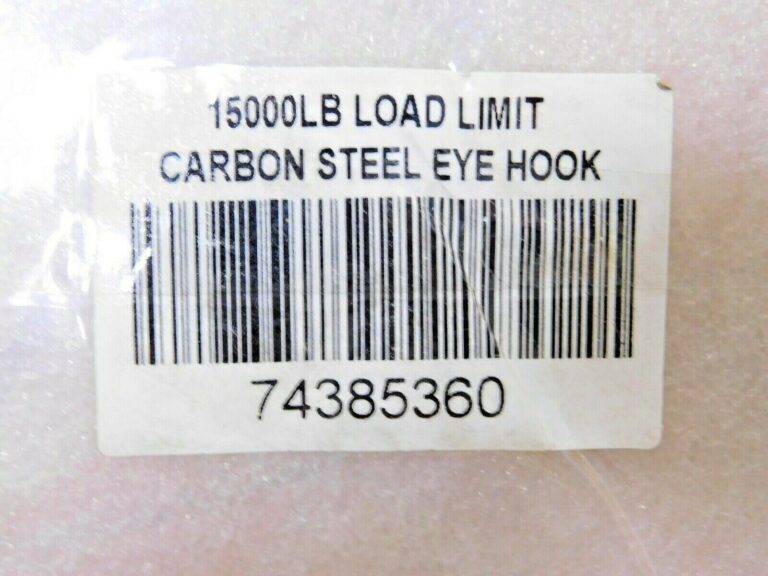 15000LB LOAD LIMIT
CARBON STEEL EYE HOOK
74385360